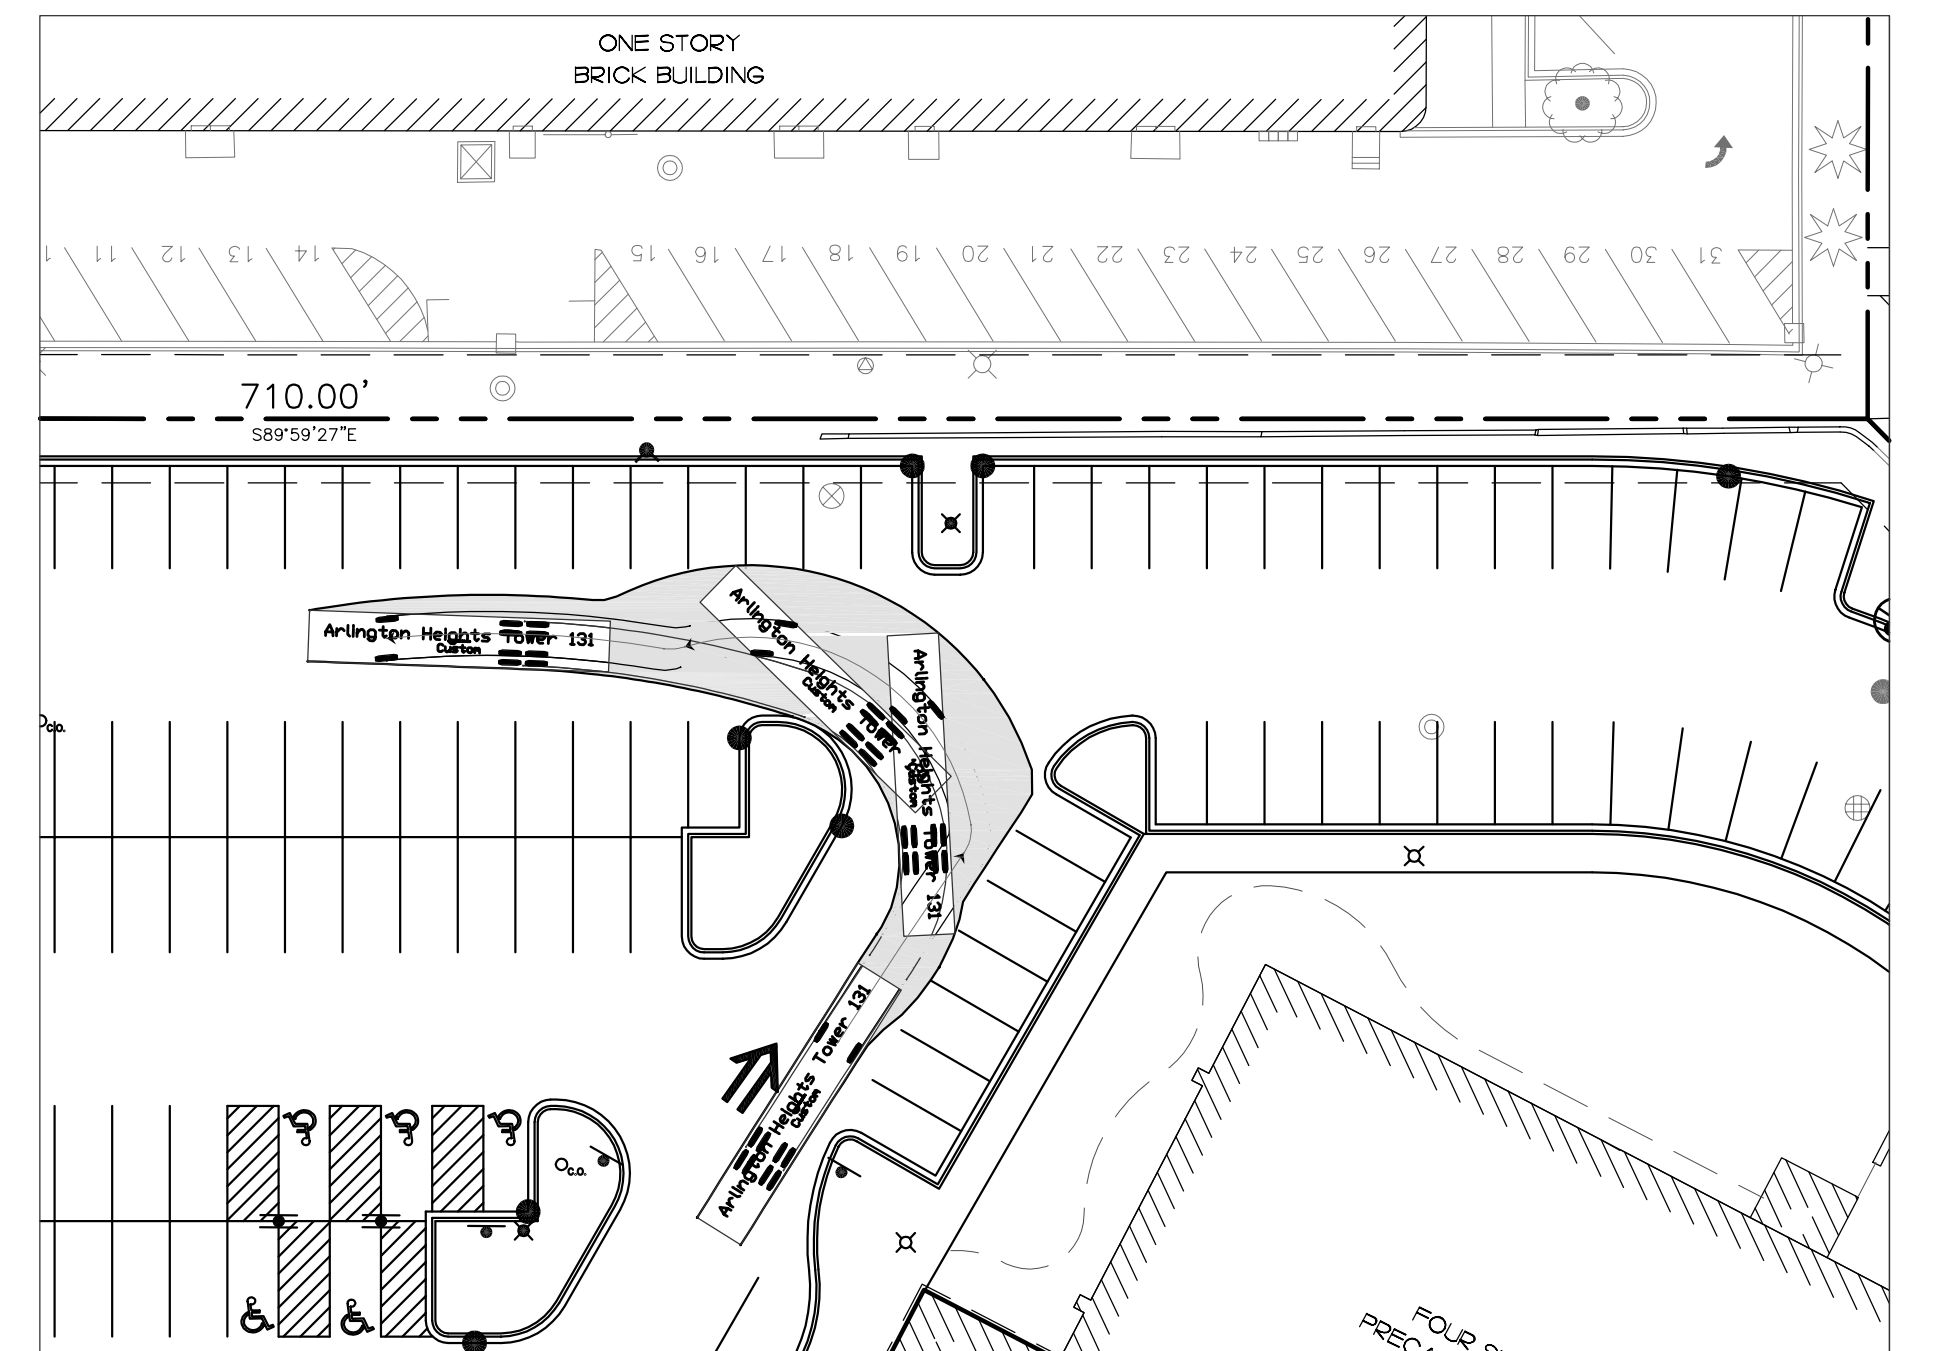 ONE STORY
BRICK BUILDING
1 11 12 13 14 15 16 17 18 19 20 21 22 23 24 25 26 27 28 29 30 31
710.00'
S89°59'27"E
Arlington Heights Tower 131
Custom
Arlington Heights Tower
Custom
Arlington Heights Tower 131
Custom
c.o.
Arlington Heights Tower 131
Custom
c.o.
FOUR S
PRECA